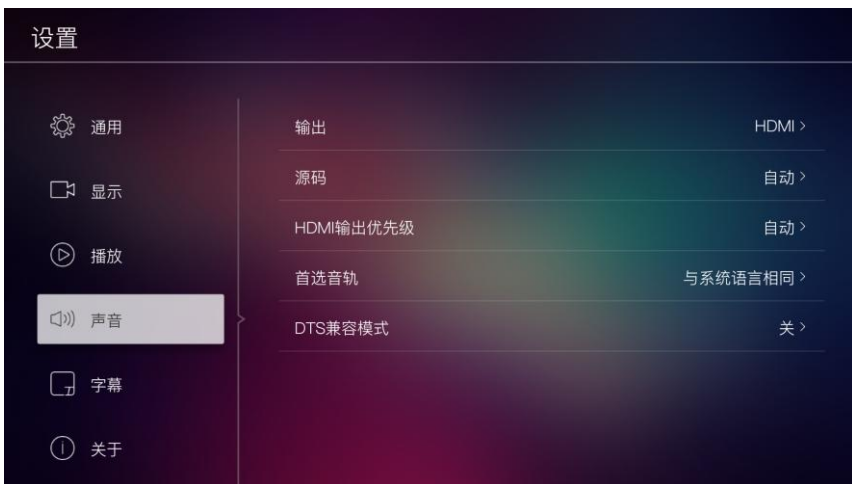 设置
通用
显示
播放
声音
字幕
关于
输出 HDMI
源码 自动
HDMI输出优先级 自动
首选音轨 与系统语言相同
DTS兼容模式 关